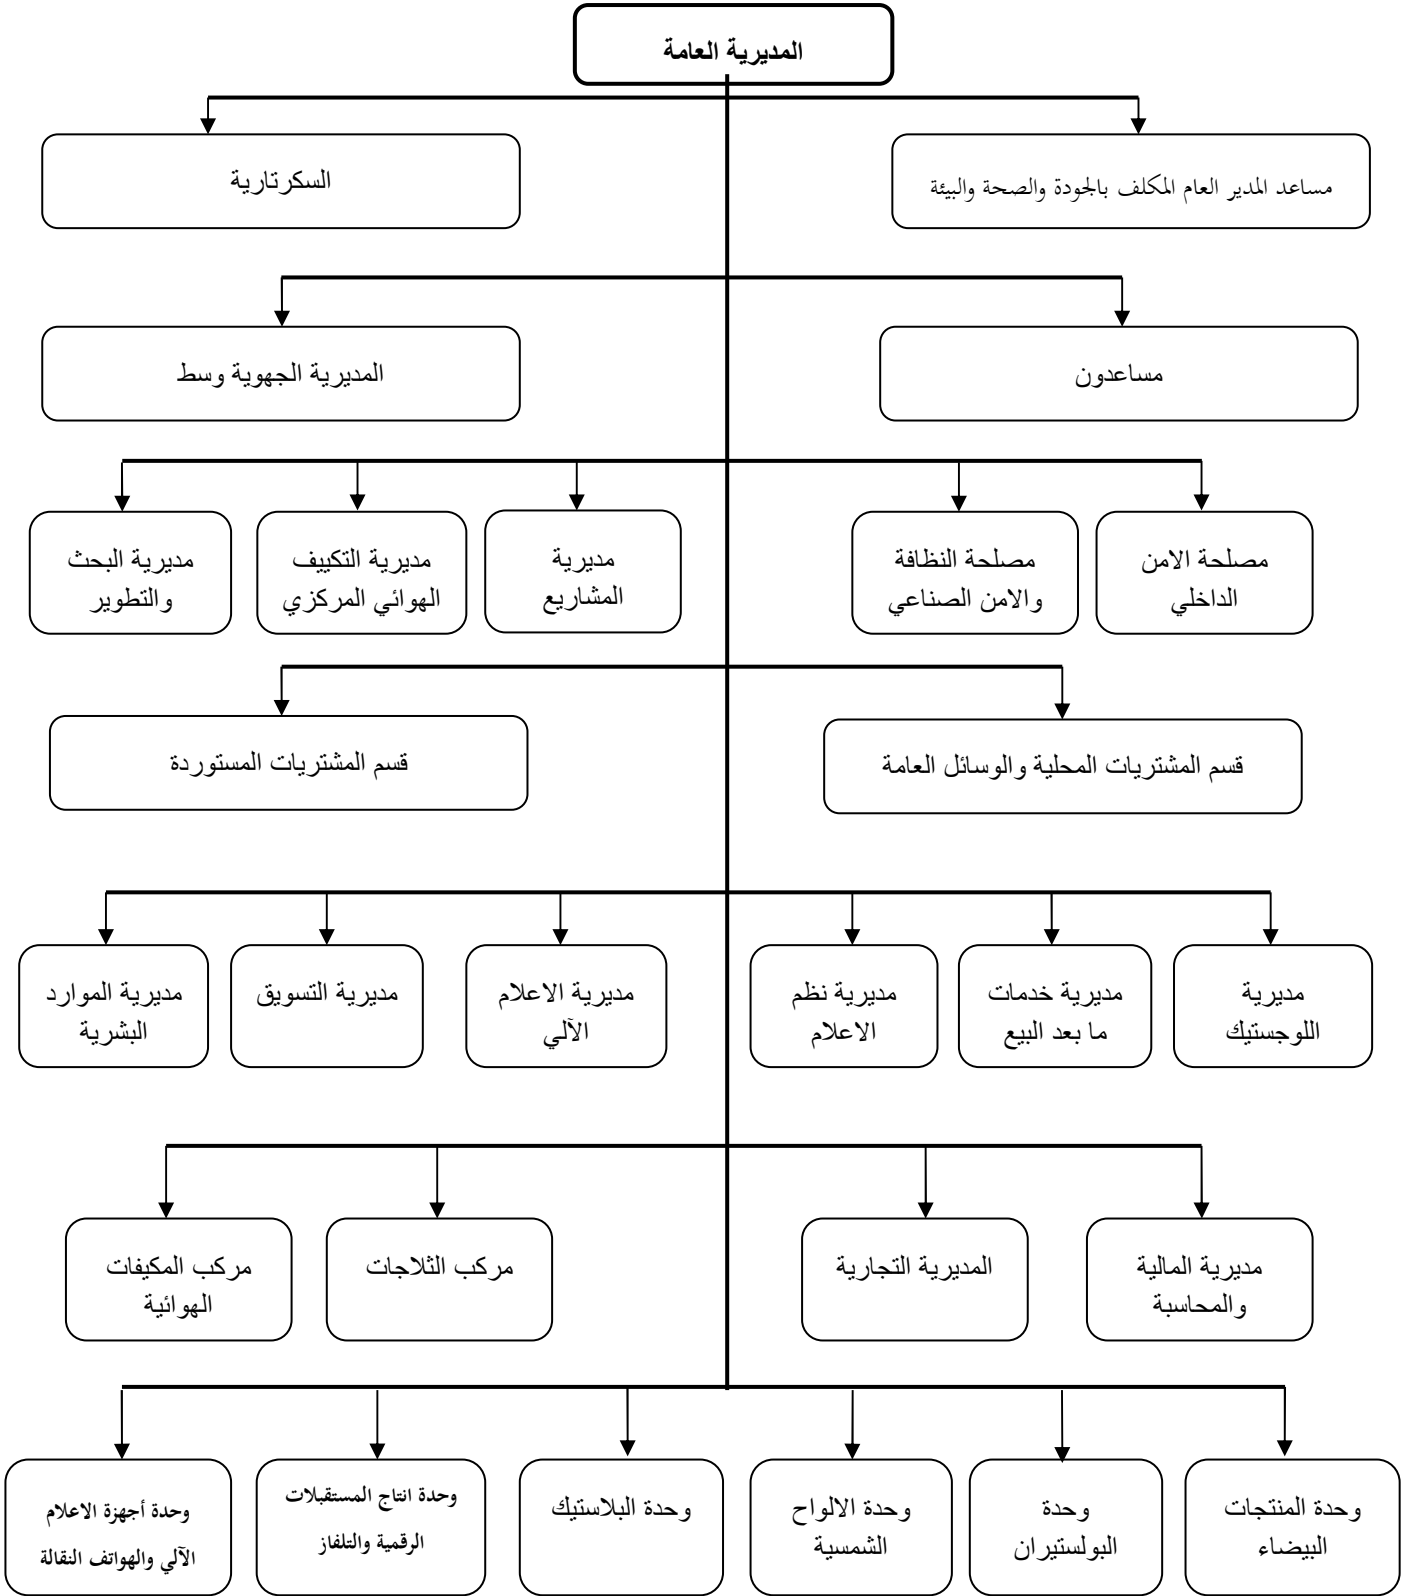 المديرية العامة
مساعد المدير العام المكلف بالجودة والصحة والبيئة
السكرتارية
مساعدون
المديرية الجهوية وسط
مصلحة الامن
الداخلي
مصلحة النظافة
والامن الصناعي
مديرية
المشاريع
مديرية التكييف
الهوائي المركزي
مديرية البحث
والتطوير
قسم المشتريات المحلية والوسائل العامة
قسم المشتريات المستوردة
مديرية
اللوجستيك
مديرية خدمات
ما بعد البيع
مديرية نظم
الاعلام
مديرية الاعلام
الآلي
مديرية التسويق
مديرية الموارد
البشرية
مديرية المالية
والمحاسبة
المديرية التجارية
مركب الثلاجات
مركب المكيفات
الهوائية
وحدة المنتجات
البيضاء
وحدة
البولستيران
وحدة الالواح
الشمسية
وحدة البلاستيك
وحدة انتاج المستقبلات
الرقمية والتلفاز
وحدة أجهزة الاعلام
الآلي والهواتف النقالة